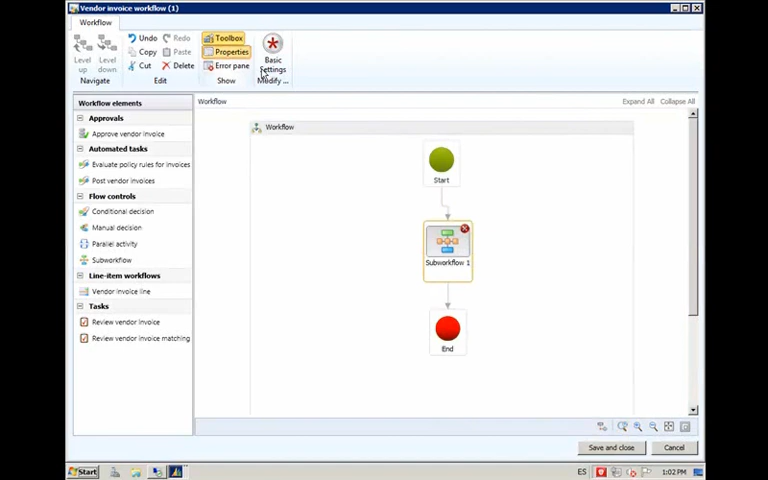 Vendor invoice workflow (1)
Workflow
Level up
Level down
Navigate
Undo
Redo
Copy
Paste
Cut
Delete
Edit
Toolbox
Properties
Error pane
Show
Basic Settings
Modify ...
Workflow elements
Approvals
Approve vendor invoice
Automated tasks
Evaluate policy rules for invoices
Post vendor invoices
Flow controls
Conditional decision
Manual decision
Parallel activity
Subworkflow
Line-item workflows
Vendor invoice line
Tasks
Review vendor invoice
Review vendor invoice matching
Workflow
Expand All
Collapse All
Workflow
Start
Subworkflow 1
End
Save and close
Cancel
Start
ES
1:02 PM